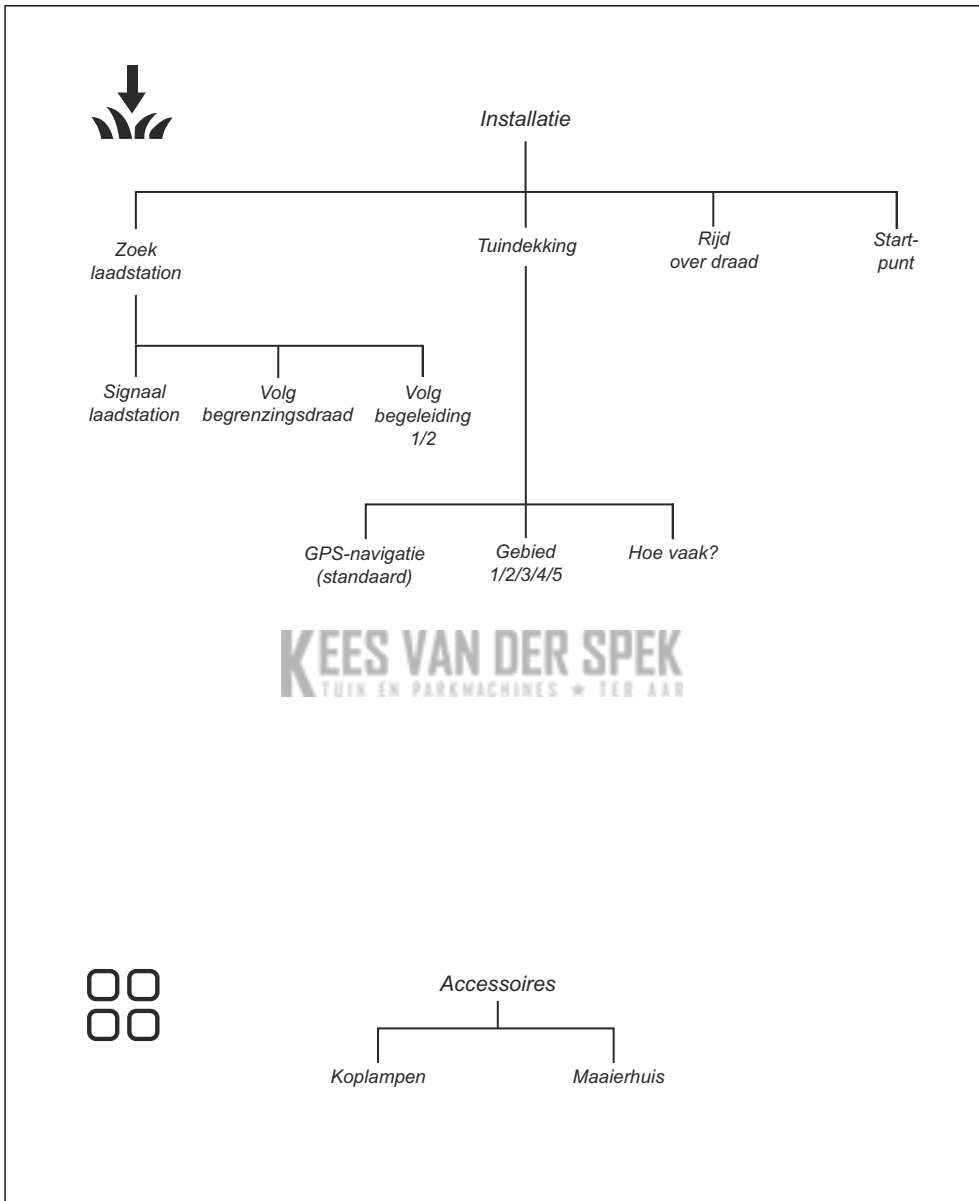 Installatie
Zoek
laadstation
Tuindekking
Rijd
over draad
Start-
punt
Signaal
laadstation
Volg
begrenzingsdraad
Volg
begeleiding
1/2
GPS-navigatie
(standaard)
Gebied
1/2/3/4/5
Hoe vaak?
KEES VAN DER SPEK
TUIN EN PARKMACHINES ★ TER AAR
Accessoires
Koplampen
Maaierhuis